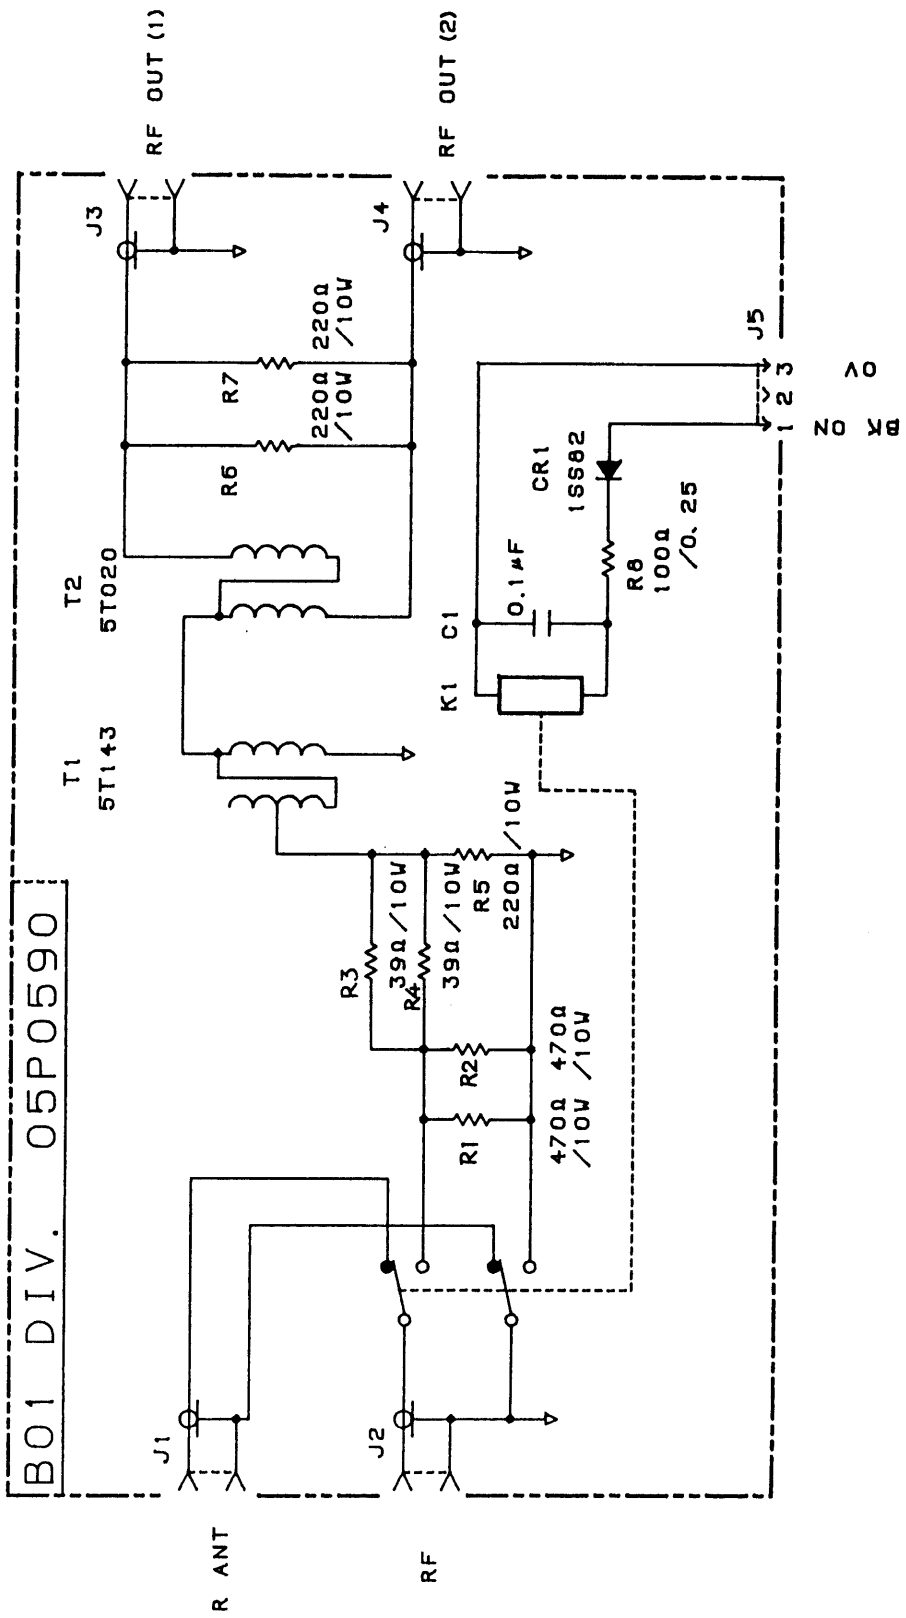 B01 DIV. 05P0590
R ANT
J1
RF
J2
R1
470Ω
/10W
R2
470Ω
/10W
R3
39Ω/10W
R4
39Ω/10W
R5
220Ω/10W
T1
5T143
T2
5T020
R6
220Ω
/10W
R7
220Ω
/10W
J3
RF OUT (1)
J4
RF OUT (2)
K1
C1
0.1μF
R8
100Ω
/0.25
CR1
1SS82
J5
1
2
3
BK ON
0V